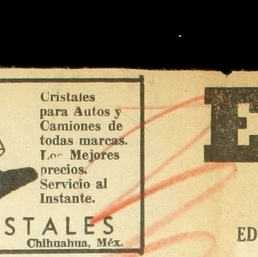 Cristales
para Autos y
Camiones de
todas marcas.
Los Mejores
precios.
Servicio al
Instante.
STALES
Chihuahua, Méx.
E
ED